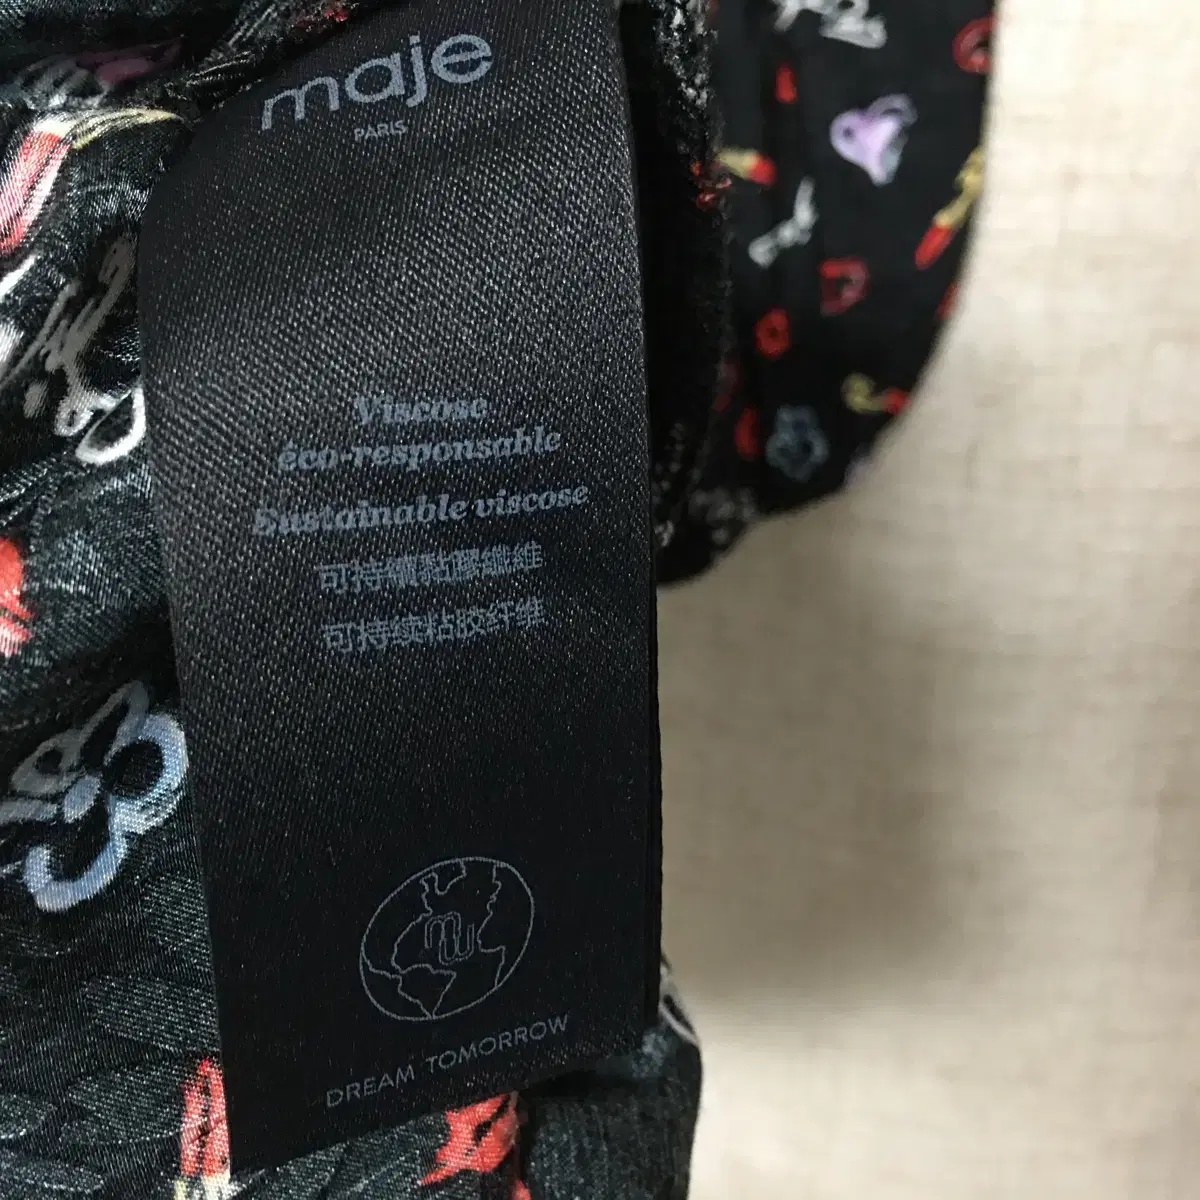 maje
PARIS
Viscose
éco-responsable
Sustainable viscose
可持續黏膠纖維
可持续粘胶纤维
DREAM TOMORROW